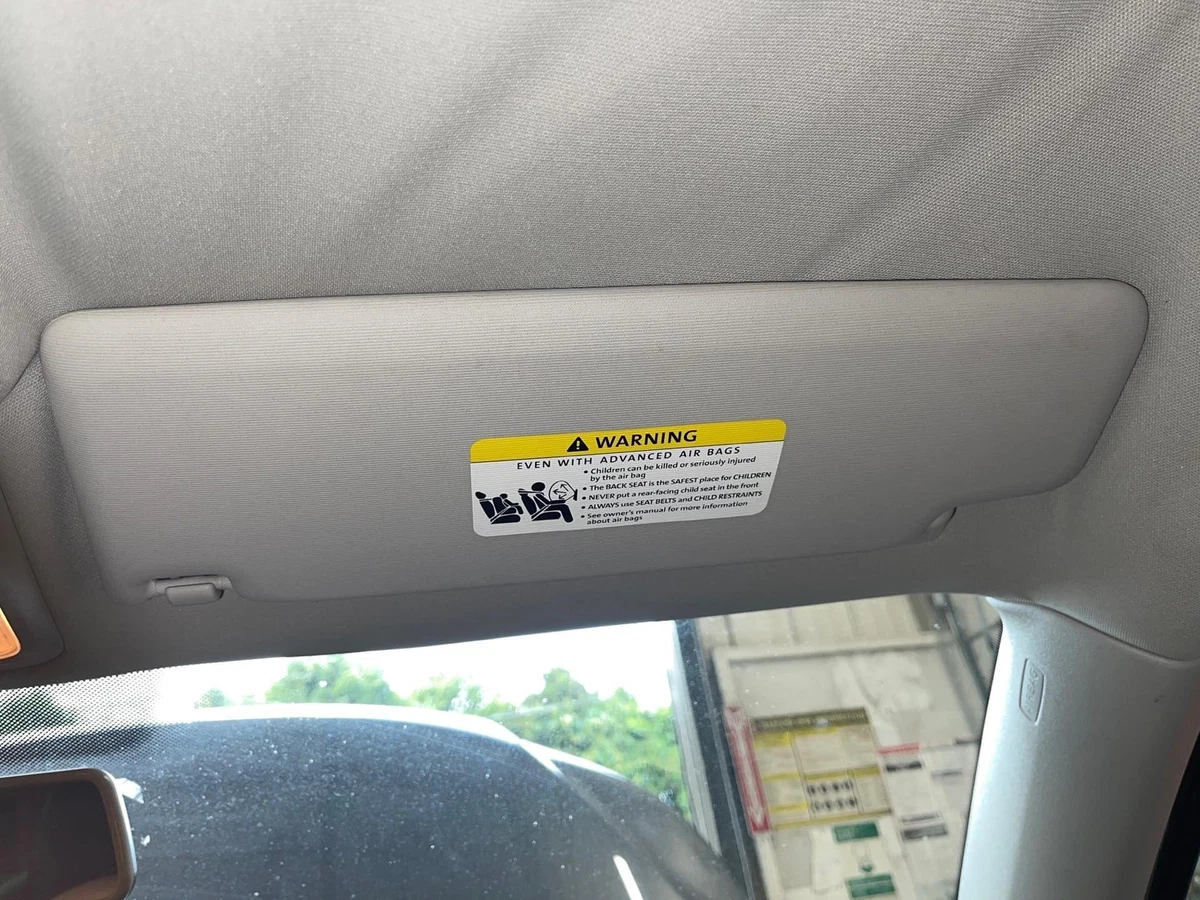 WARNING
EVEN WITH ADVANCED AIR BAGS
• Children can be killed or seriously injured
by the air bag
• The BACK SEAT is the SAFEST place for CHILDREN
• NEVER put a rear-facing child seat in the front
• ALWAYS use SEAT BELTS and CHILD RESTRAINTS
• See owner's manual for more information
about air bags